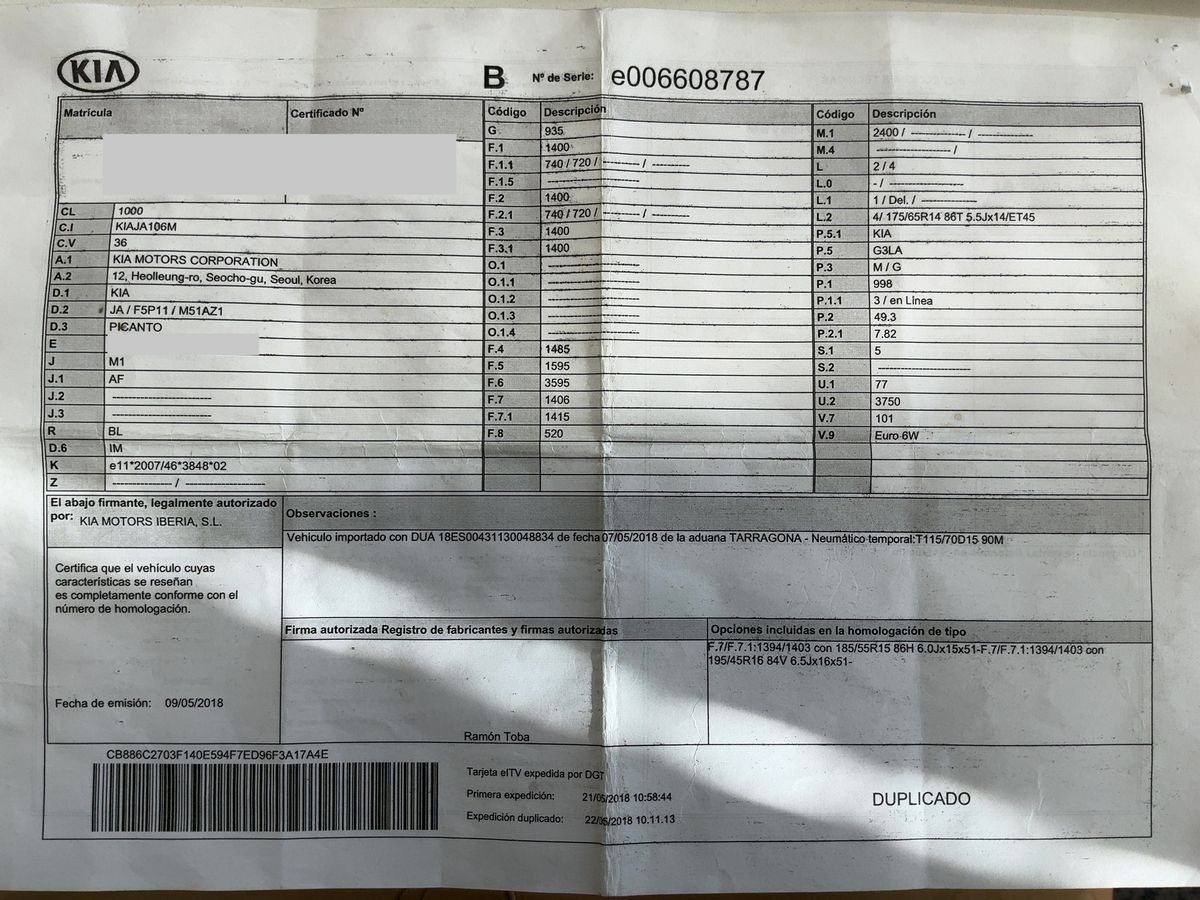 KIA
B Nº de Serie: e006608787
Matrícula Certificado Nº
CL 1000
C.I KIAJA106M
C.V 36
A.1 KIA MOTORS CORPORATION
A.2 12, Heolleung-ro, Seocho-gu, Seoul, Korea
D.1 KIA
D.2 JA / F5P11 / M51AZ1
D.3 PICANTO
E
J M1
J.1 AF
J.2 --------------------------
J.3 --------------------------
R BL
D.6 IM
K e11*2007/46*3848*02
Z ---------------- / ---------------------
Código Descripción
G 935
F.1 1400
F.1.1 740 / 720 / ---------- / ----------
F.1.5 ------------------------
F.2 1400
F.2.1 740 / 720 / ---------- / ----------
F.3 1400
F.3.1 1400
O.1 ------------------------
O.1.1 ------------------------
O.1.2 ------------------------
O.1.3 ------------------------
O.1.4 ------------------------
F.4 1485
F.5 1595
F.6 3595
F.7 1406
F.7.1 1415
F.8 520
Código Descripción
M.1 2400 / -------------- / --------------
M.4 -------------------- /
L 2 / 4
L.0 - / --------------------
L.1 1 / Del. / --------------
L.2 4/ 175/65R14 86T 5.5Jx14/ET45
P.5.1 KIA
P.5 G3LA
P.3 M / G
P.1 998
P.1.1 3 / en Línea
P.2 49.3
P.2.1 7.82
S.1 5
S.2 -------------------------
U.1 77
U.2 3750
V.7 101
V.9 Euro 6W
El abajo firmante, legalmente autorizado
por: KIA MOTORS IBERIA, S.L.
Certifica que el vehículo cuyas
características se reseñan
es completamente conforme con el
número de homologación.
Fecha de emisión: 09/05/2018
Observaciones :
Vehiculo importado con DUA 18ES00431130048834 de fecha 07/05/2018 de la aduana TARRAGONA - Neumático temporal:T115/70D15 90M
Firma autorizada Registro de fabricantes y firmas autorizadas
Ramón Toba
Opciones incluidas en la homologación de tipo
F.7/F.7.1:1394/1403 con 185/55R15 86H 6.0Jx15x51-F.7/F.7.1:1394/1403 con
195/45R16 84V 6.5Jx16x51-
CB886C2703F140E594F7ED96F3A17A4E
Tarjeta eITV expedida por DGT
Primera expedición: 21/05/2018 10:58:44
Expedición duplicado: 22/05/2018 10.11.13
DUPLICADO